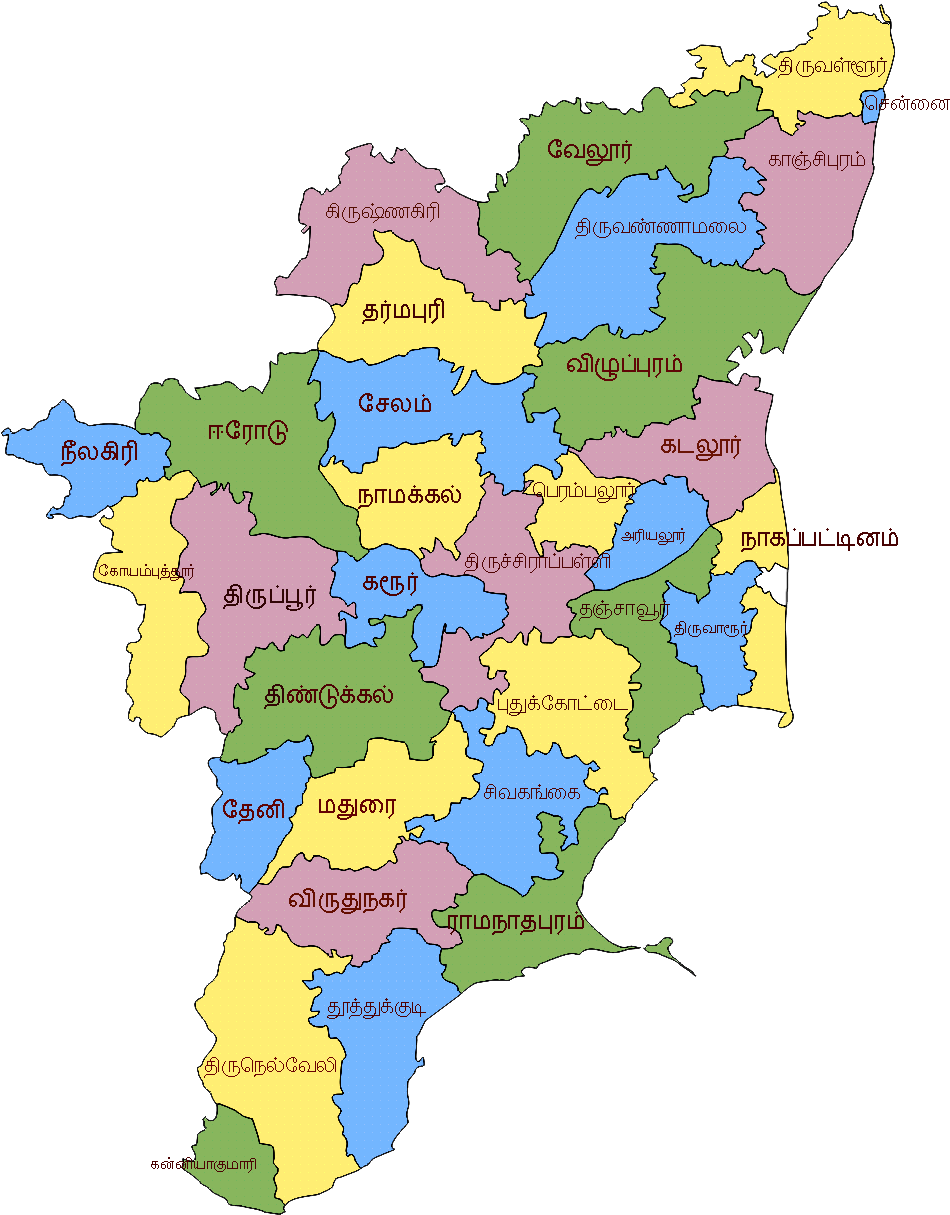 திருவள்ளூர்
சென்னை
வேலூர்
காஞ்சிபுரம்
கிருஷ்ணகிரி
திருவண்ணாமலை
தர்மபுரி
விழுப்புரம்
சேலம்
ஈரோடு
கடலூர்
நீலகிரி
நாமக்கல்
பெரம்பலூர்
அரியலூர்
நாகப்பட்டினம்
திருச்சிராப்பள்ளி
கோயம்புத்தூர்
கரூர்
திருப்பூர்
தஞ்சாவூர்
திருவாரூர்
திண்டுக்கல்
புதுக்கோட்டை
சிவகங்கை
தேனி
மதுரை
விருதுநகர்
ராமநாதபுரம்
தூத்துக்குடி
திருநெல்வேலி
கன்னியாகுமாரி